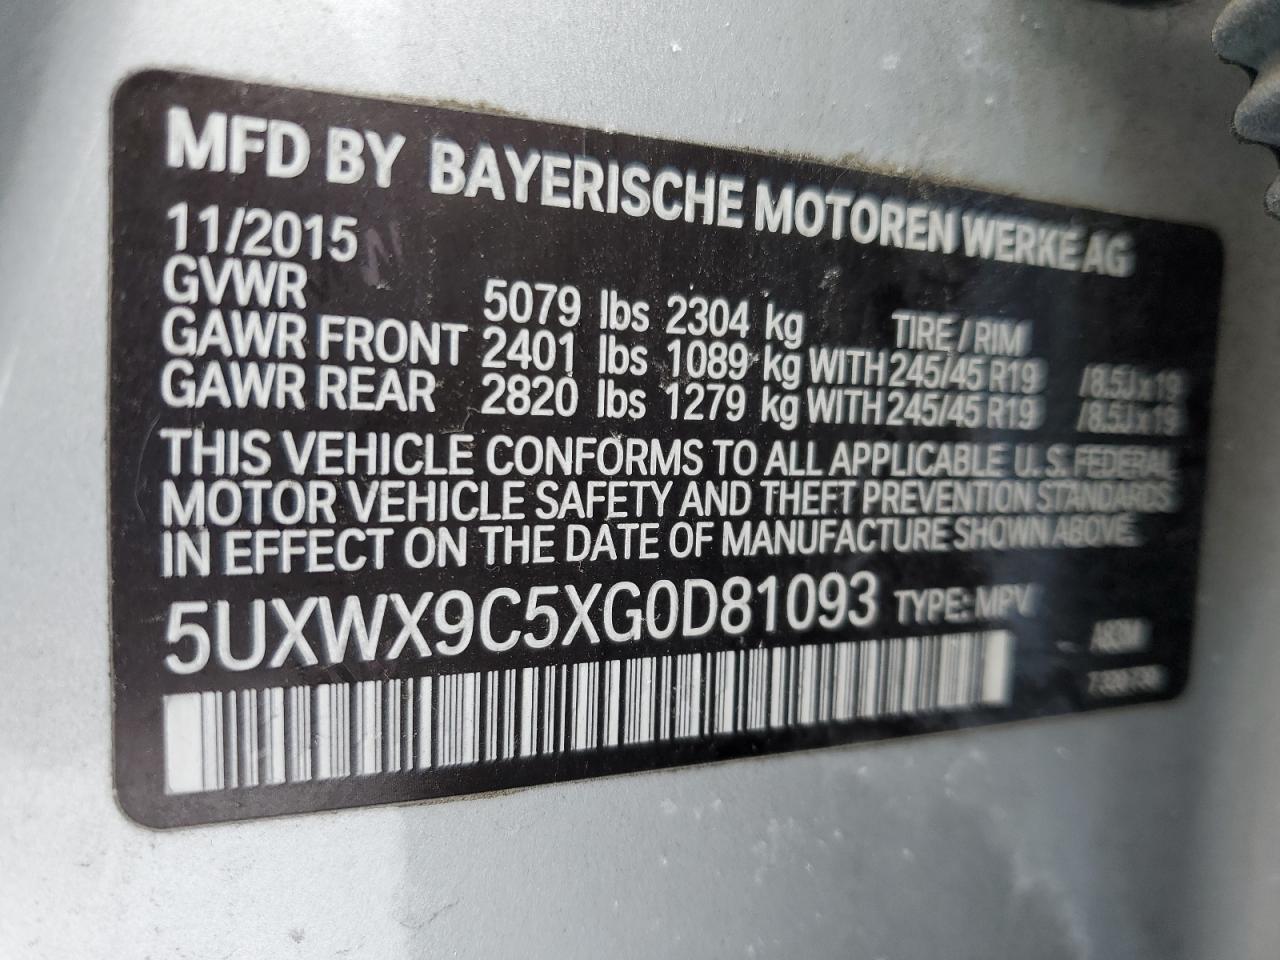 MFD BY BAYERISCHE MOTOREN WERKE AG
11/2015
GVWR 5079 lbs 2304 kg TIRE / RIM
GAWR FRONT 2401 lbs 1089 kg WITH 245/45 R19 /8.5Jx19
GAWR REAR 2820 lbs 1279 kg WITH 245/45 R19 /8.5Jx19
THIS VEHICLE CONFORMS TO ALL APPLICABLE U.S. FEDERAL
MOTOR VEHICLE SAFETY AND THEFT PREVENTION STANDARDS
IN EFFECT ON THE DATE OF MANUFACTURE SHOWN ABOVE.
5UXWX9C5XG0D81093 TYPE: MPV